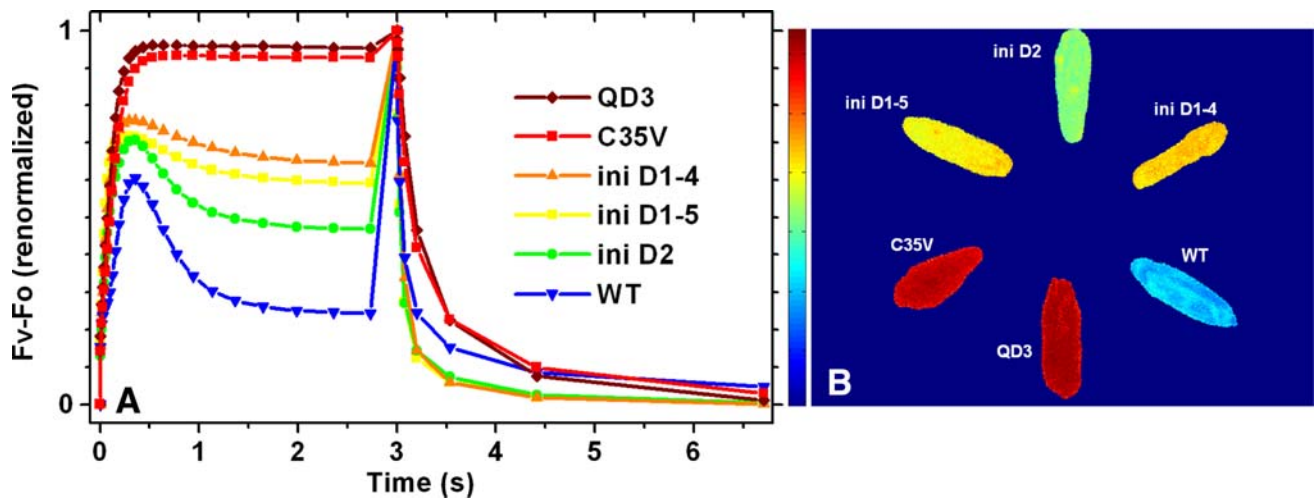 1
0
Fv-Fo (renormalized)
QD3
C35V
ini D1-4
ini D1-5
ini D2
WT
A
0 1 2 3 4 5 6
Time (s)
ini D2
ini D1-5
ini D1-4
C35V
WT
QD3
B